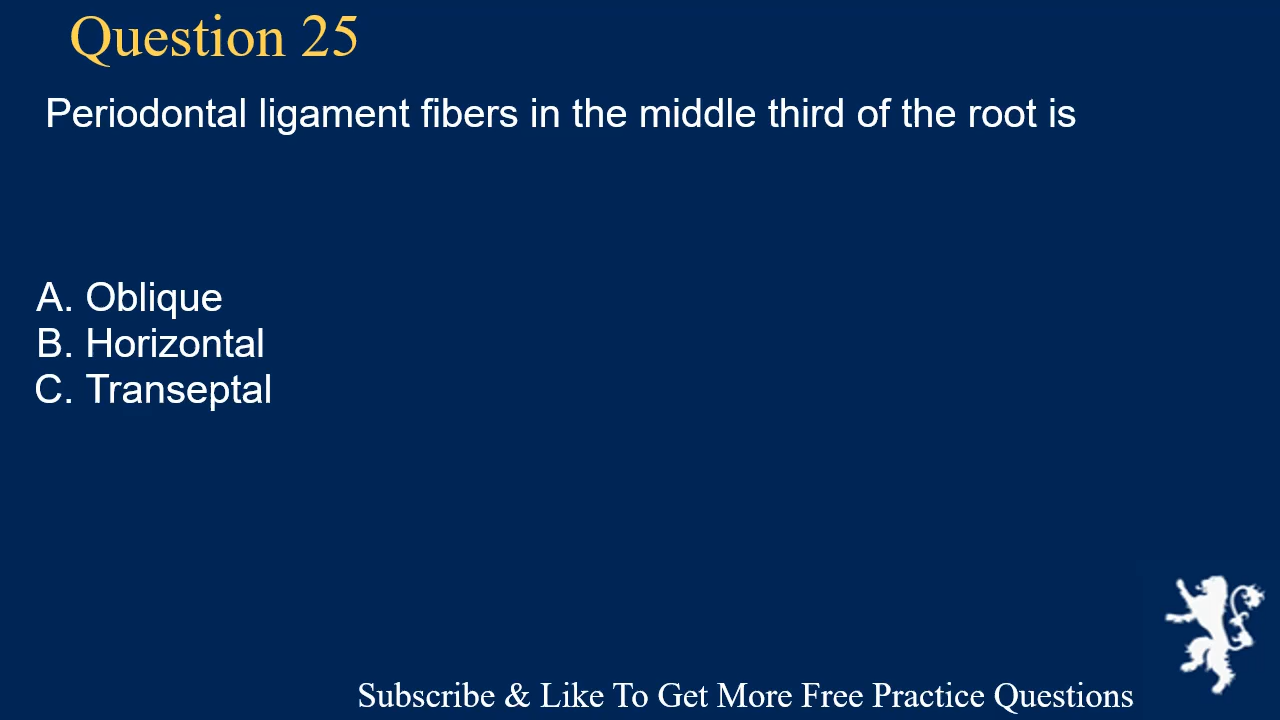 Question 25
Periodontal ligament fibers in the middle third of the root is
A. Oblique
B. Horizontal
C. Transeptal
Subscribe & Like To Get More Free Practice Questions